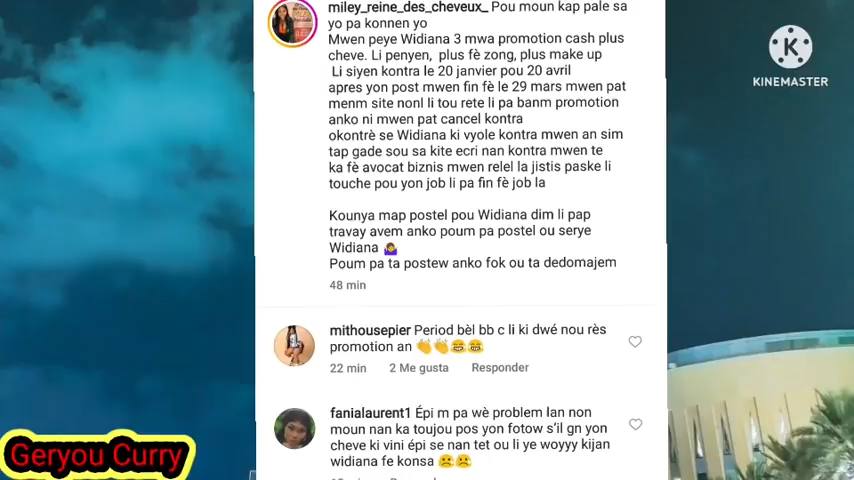 miley_reine_des_cheveux_ Pou moun kap pale sa
yo pa konnen yo
Mwen peye Widiana 3 mwa promotion cash plus
cheve. Li penyen, plus fè zong, plus make up
Li siyen kontra le 20 janvier pou 20 avril
apres yon post mwen fin fè le 29 mars mwen pat
menm site nonl li tou rete li pa banm promotion
anko ni mwen pat cancel kontra
okontrè se Widiana ki vyole kontra mwen an sim
tap gade sou sa kite ecri nan kontra mwen te
ka fè avocat biznis mwen relel la jistis paske li
touche pou yon job li pa fin fè job la
Kounya map postel pou Widiana dim li pap
travay avem anko poum pa postel ou serye
Widiana 🤷‍♀️
Poum pa ta postew anko fok ou ta dedomajem
48 min
mithousepier Period bèl bb c li ki dwé nou rès
promotion an 👏👏😂😂
22 min 2 Me gusta Responder
fanialaurent1 Épi m pa wè problem lan non
moun nan ka toujou pos yon fotow s'il gn yon
cheve ki vini épi se nan tet ou li ye woyyy kijan
widiana fe konsa ☹️☹️
KINEMASTER
Geryou Curry